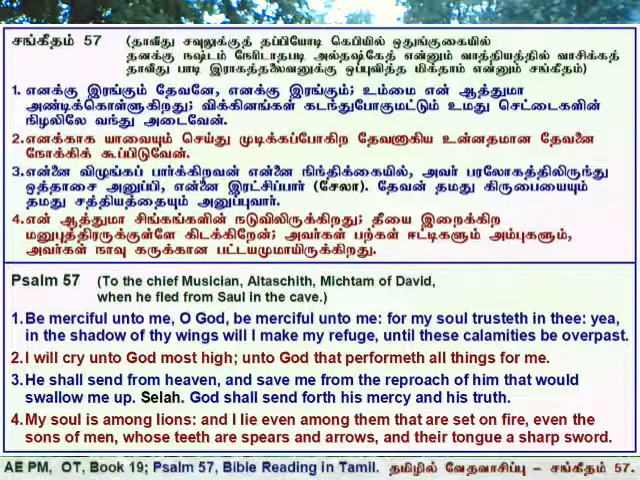 சங்கீதம் 57 (தாவீது சவுலுக்குத் தப்பியோடி கெபியில் ஒதுங்குகையில்
தனக்கு நஷ்டம் நேரிடாதபடி அல்தஷ்கேத் என்னும் வாத்தியத்தில் வாசிக்கத்
தாவீது பாடி இராகத்தலைவனுக்கு ஒப்புவித்த மிக்தாம் என்னும் சங்கீதம்)
1. எனக்கு இரங்கும் தேவனே, எனக்கு இரங்கும்; உம்மை என் ஆத்துமா
அண்டிக்கொள்ளுகிறது; விக்கினங்கள் கடந்துபோகுமட்டும் உமது செட்டைகளின்
நிழலிலே வந்து அடைவேன்.
2. எனக்காக யாவையும் செய்து முடிக்கப்போகிற தேவனாகிய உன்னதமான தேவனை
நோக்கிக் கூப்பிடுவேன்.
3. என்னை விழுங்கப் பார்க்கிறவன் என்னை நிந்திக்கையில், அவர் பரலோகத்திலிருந்து
ஒத்தாசை அனுப்பி, என்னை இரட்சிப்பார் (சேலா). தேவன் தமது கிருபையையும்
தமது சத்தியத்தையும் அனுப்புவார்.
4. என் ஆத்துமா சிங்கங்களின் நடுவிலிருக்கிறது; தீயை இறைக்கிற
மனுபுத்திரருக்குள்ளே கிடக்கிறேன்; அவர்கள் பற்கள் ஈட்டிகளும் அம்புகளும்,
அவர்கள் நாவு கருக்கான பட்டயமுமாயிருக்கிறது.
Psalm 57 (To the chief Musician, Altaschith, Michtam of David,
when he fled from Saul in the cave.)
1. Be merciful unto me, O God, be merciful unto me: for my soul trusteth in thee: yea,
in the shadow of thy wings will I make my refuge, until these calamities be overpast.
2. I will cry unto God most high; unto God that performeth all things for me.
3. He shall send from heaven, and save me from the reproach of him that would
swallow me up. Selah. God shall send forth his mercy and his truth.
4. My soul is among lions: and I lie even among them that are set on fire, even the
sons of men, whose teeth are spears and arrows, and their tongue a sharp sword.
AE PM, OT, Book 19; Psalm 57, Bible Reading in Tamil. தமிழில் வேதவாசிப்பு – சங்கீதம் 57.